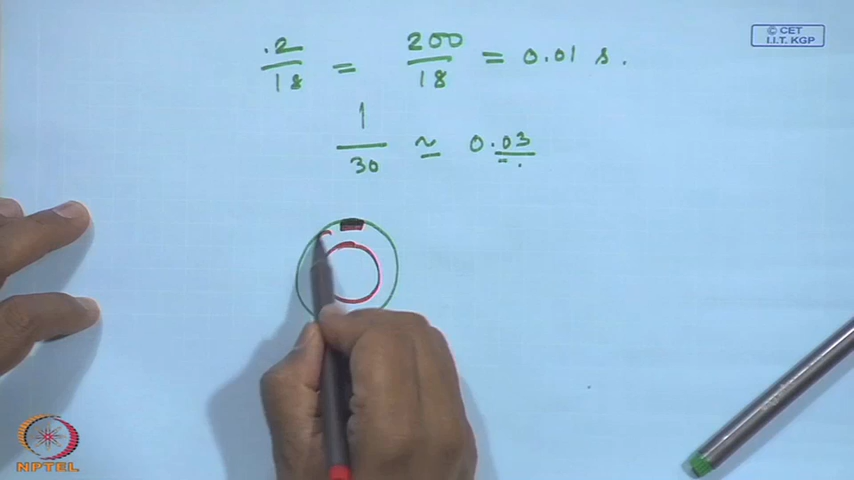 .2/18 = 200/18 = 0.01 s.
1/30 ≈ 0.03
© CET
I.I.T. KGP
NPTEL